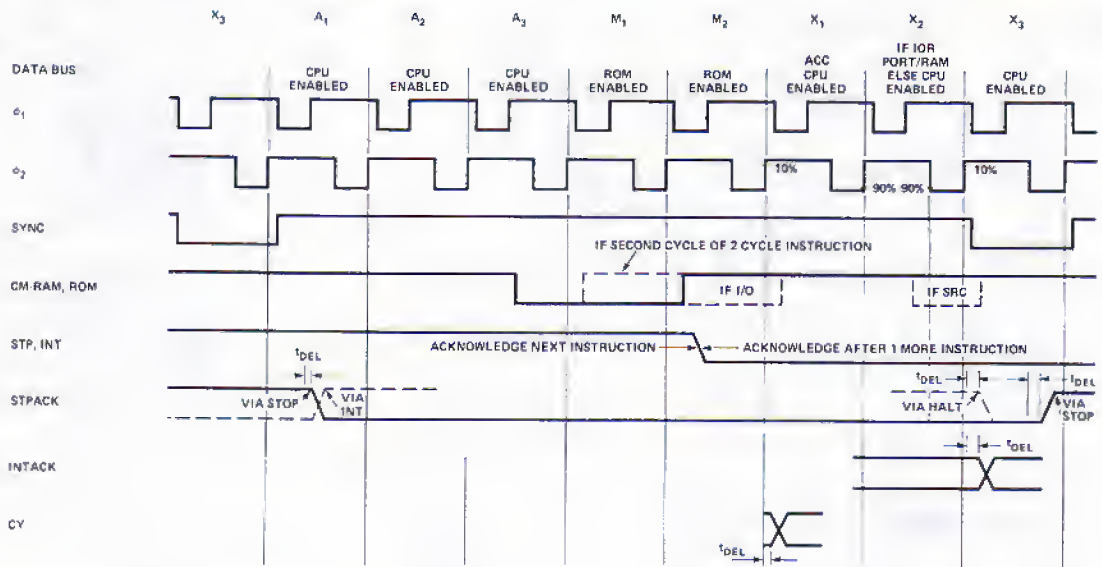 X3 A1 A2 A3 M1 M2 X1 X2 X3
DATA BUS
CPU
ENABLED
CPU
ENABLED
CPU
ENABLED
ROM
ENABLED
ROM
ENABLED
ACC
CPU
ENABLED
IF IOR
PORT/RAM
ELSE CPU
ENABLED
CPU
ENABLED
ϕ1
ϕ2
10%
90% 90%
10%
SYNC
IF SECOND CYCLE OF 2 CYCLE INSTRUCTION
CM-RAM, ROM
IF I/O
IF SRC
STP, INT
ACKNOWLEDGE NEXT INSTRUCTION
ACKNOWLEDGE AFTER 1 MORE INSTRUCTION
tDEL
tDEL
tDEL
STPACK
VIA STOP
VIA
INT
VIA HALT
VIA
STOP
tDEL
INTACK
CY
tDEL